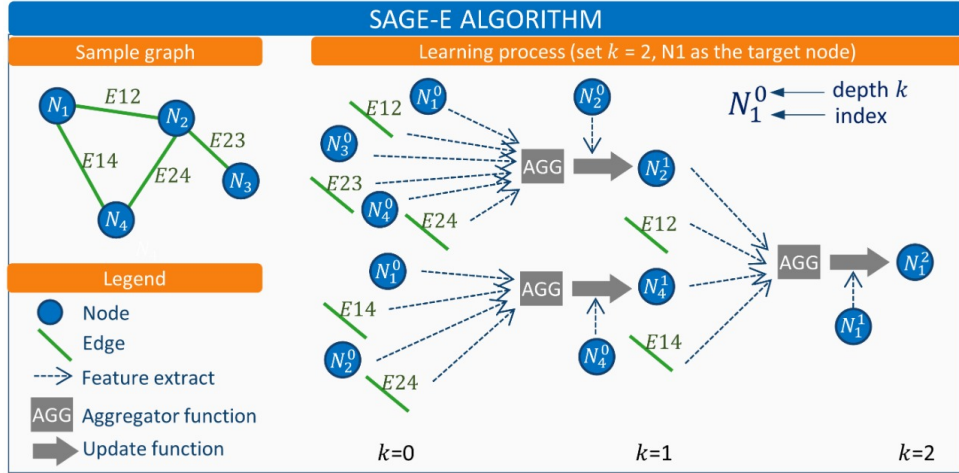 SAGE-E ALGORITHM
Sample graph
N₁
E12
N₂
E23
E14
E24
N₃
N₄
Legend
Node
Edge
Feature extract
AGG Aggregator function
Update function
Learning process (set k = 2, N1 as the target node)
N₁⁰
E12
N₃⁰
E23
N₄⁰
E24
AGG
N₂⁰
N₂¹
N₁⁰
E14
N₂⁰
E24
AGG
N₄⁰
N₄¹
E12
E14
AGG
N₁¹
N₁²
N₁⁰
depth k
index
k=0
k=1
k=2